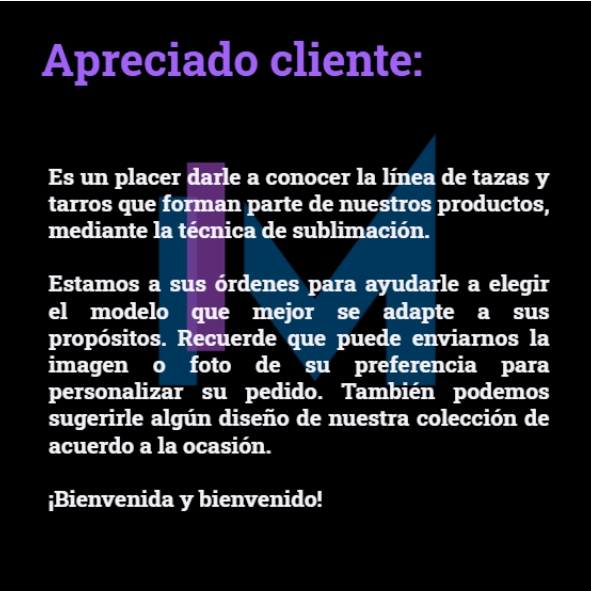 Apreciado cliente:
Es un placer darle a conocer la línea de tazas y
tarros que forman parte de nuestros productos,
mediante la técnica de sublimación.
Estamos a sus órdenes para ayudarle a elegir
el modelo que mejor se adapte a sus
propósitos. Recuerde que puede enviarnos la
imagen o foto de su preferencia para
personalizar su pedido. También podemos
sugerirle algún diseño de nuestra colección de
acuerdo a la ocasión.
¡Bienvenida y bienvenido!